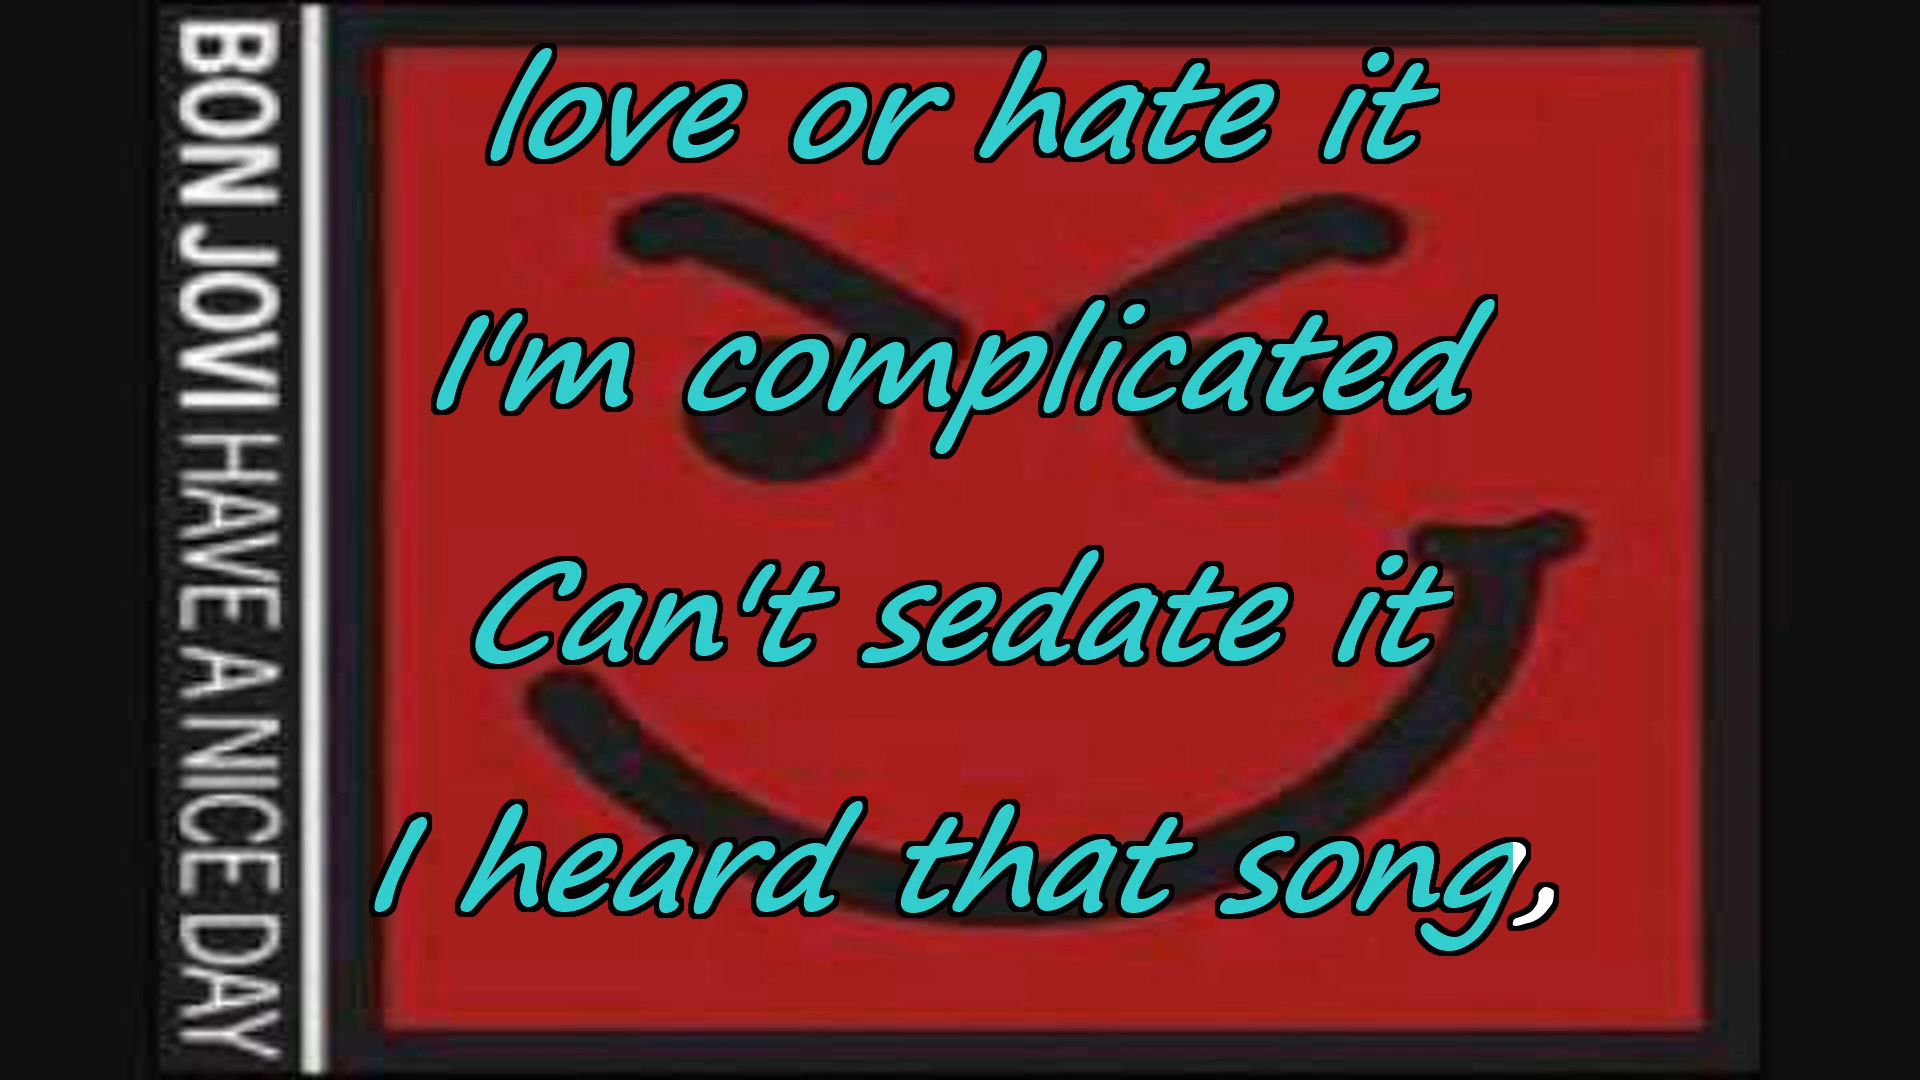 BON JOVI HAVE A NICE DAY
love or hate it
I'm complicated
Can't sedate it
I heard that song,